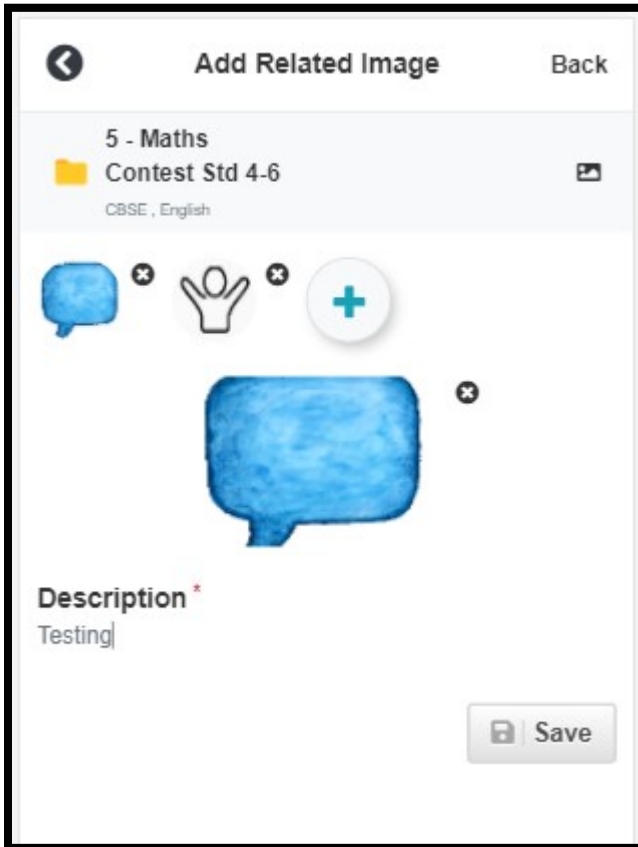 Add Related Image Back
5 - Maths
Contest Std 4-6
CBSE , English
Description *
Testing
Save